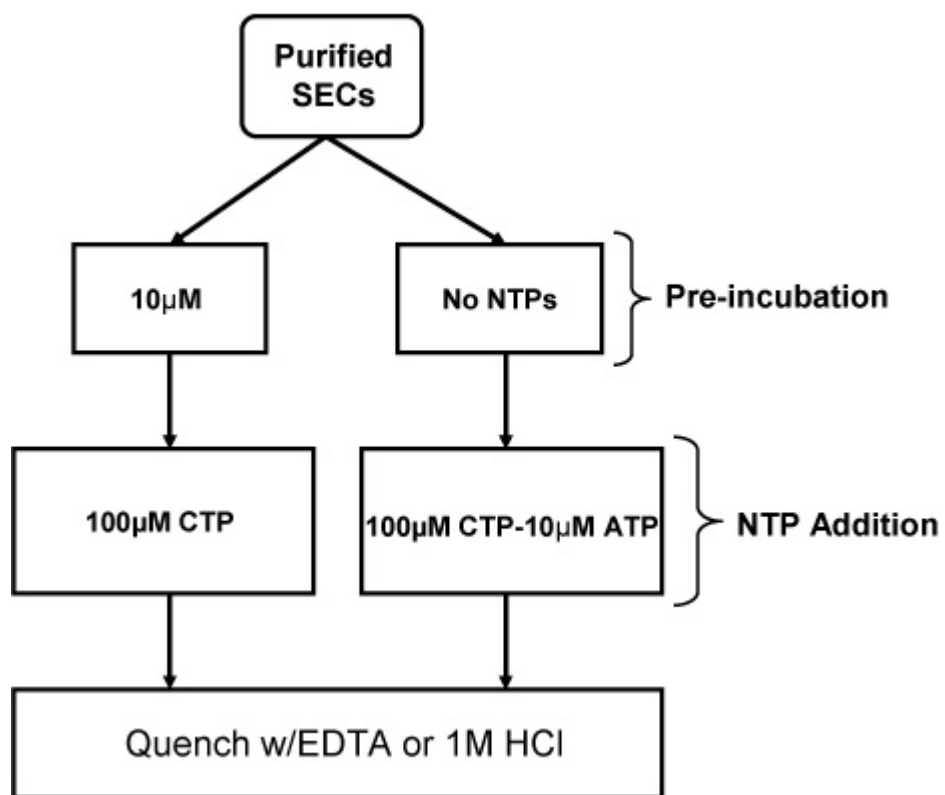 Purified
SECs
10µM
No NTPs
Pre-incubation
100µM CTP
100µM CTP-10µM ATP
NTP Addition
Quench w/EDTA or 1M HCl